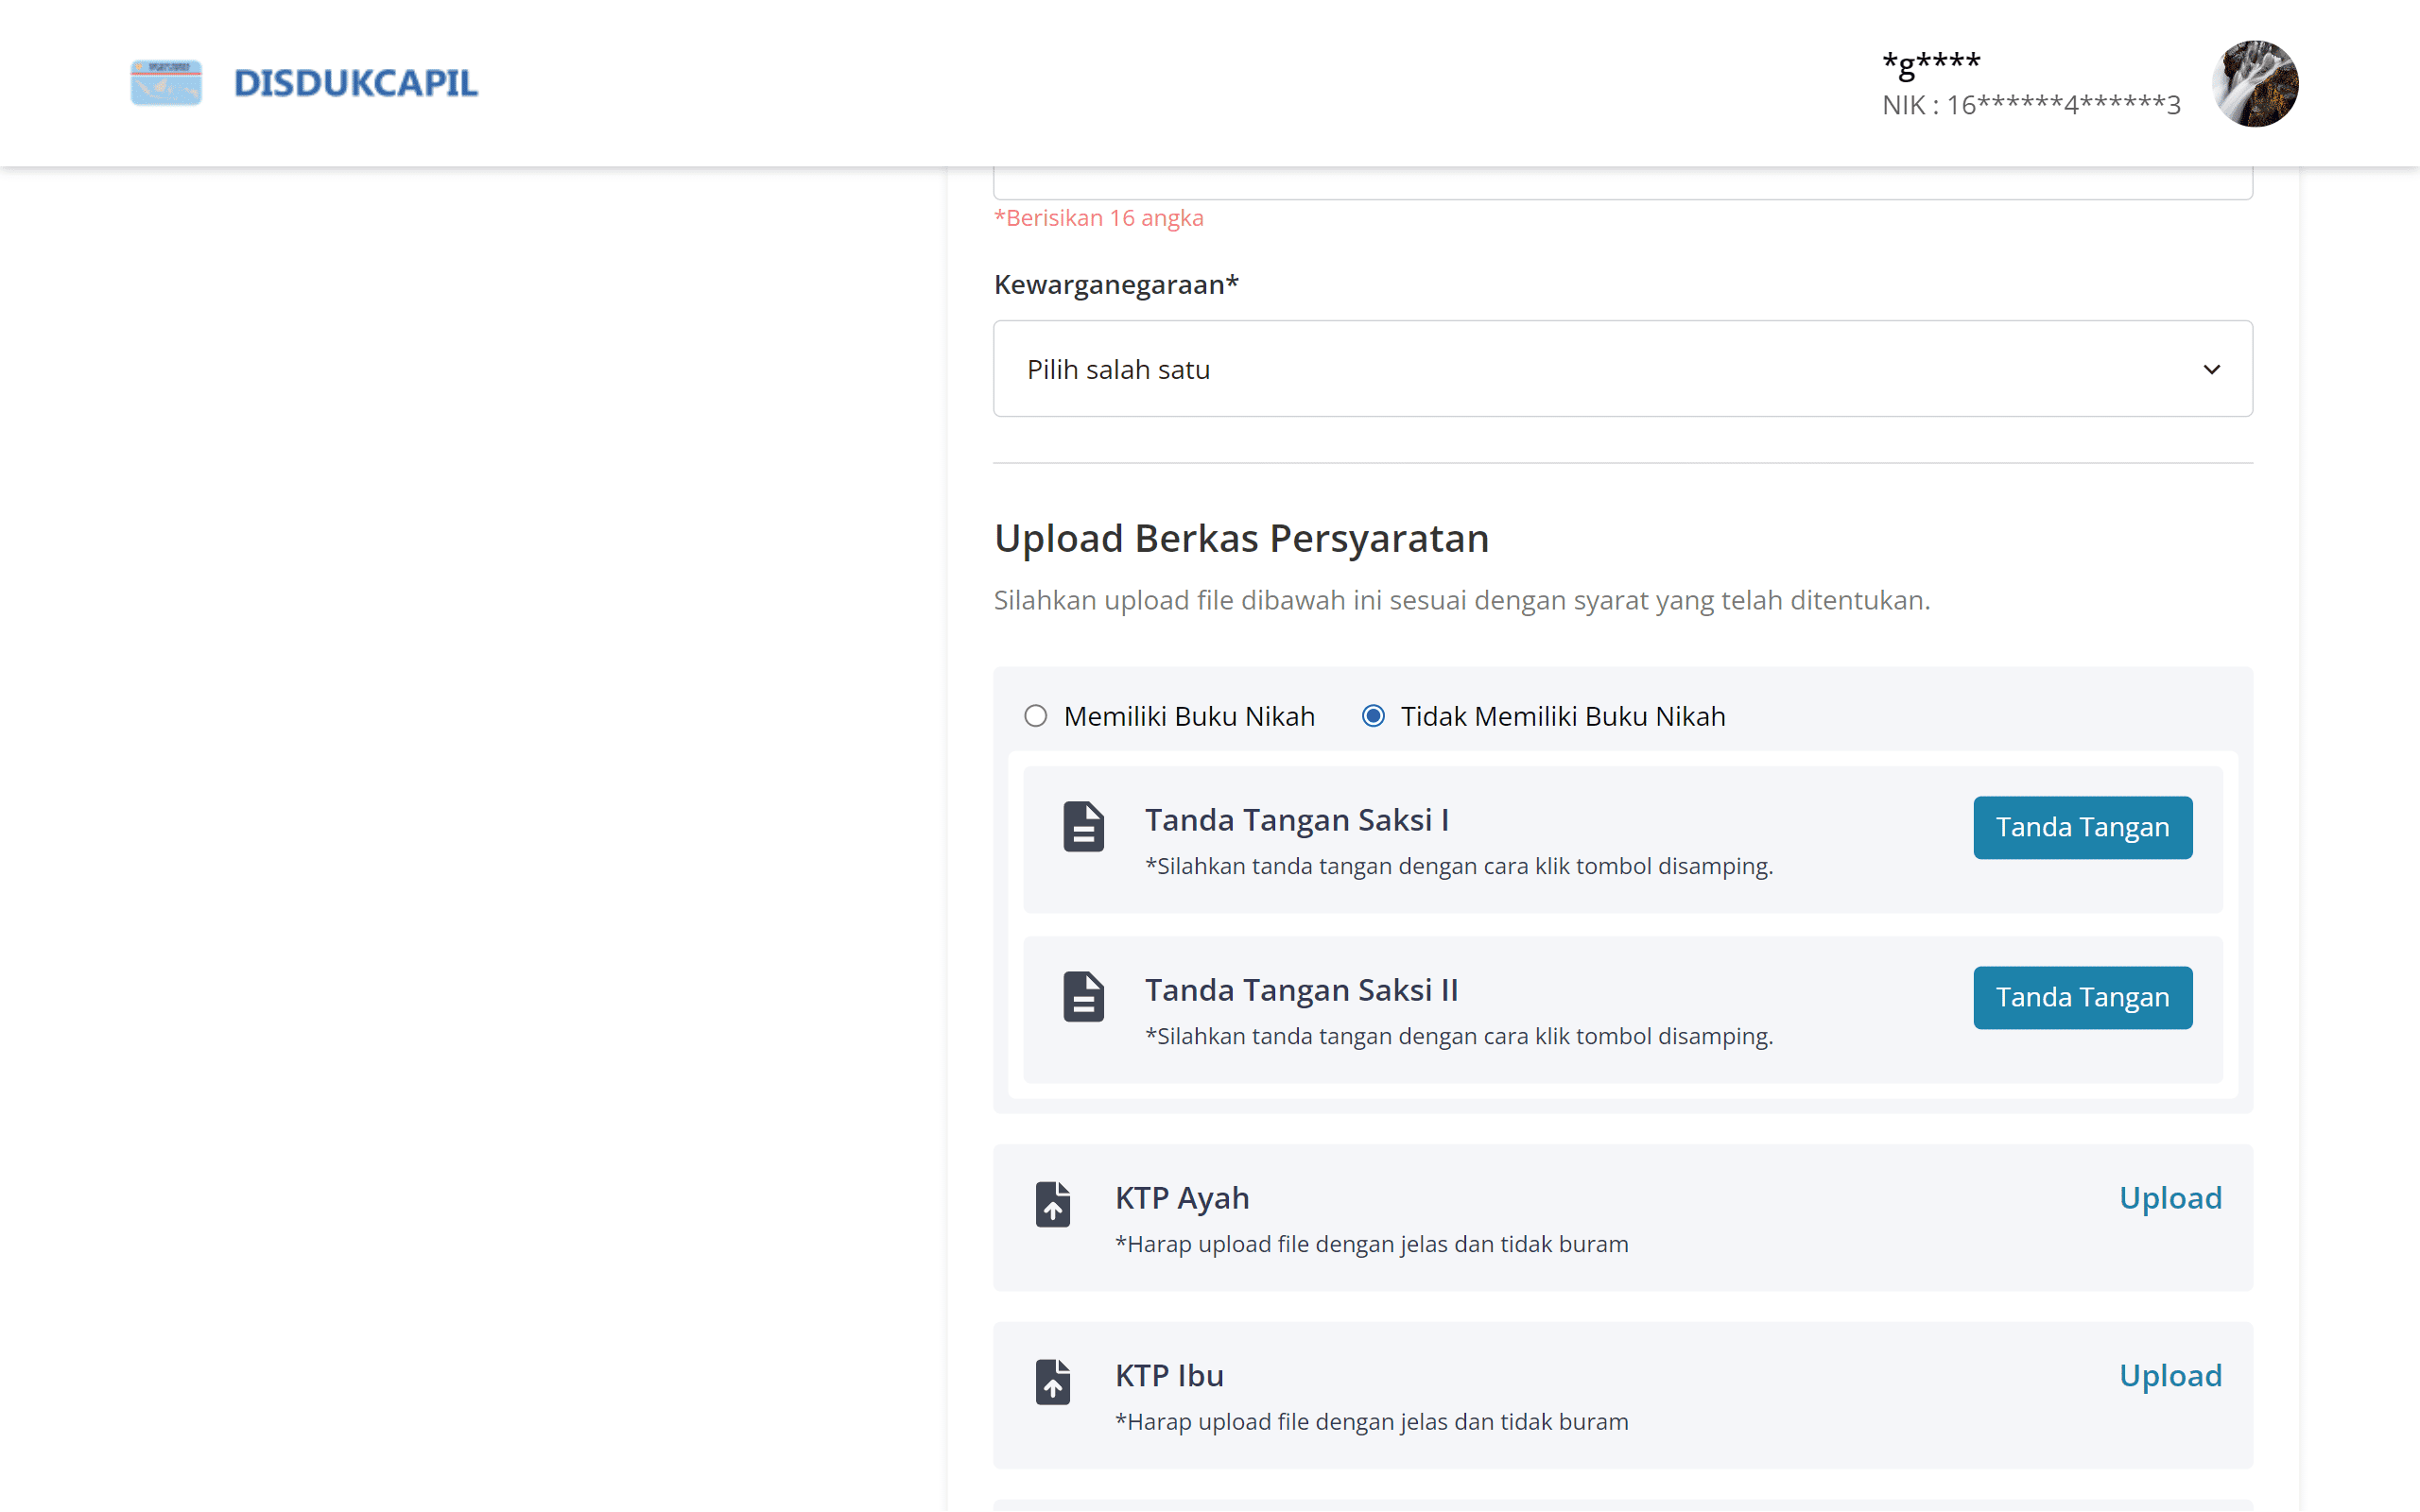 DISDUKCAPIL
*g****
NIK : 16******4******3
*Berisikan 16 angka
Kewarganegaraan*
Pilih salah satu
Upload Berkas Persyaratan
Silahkan upload file dibawah ini sesuai dengan syarat yang telah ditentukan.
Memiliki Buku Nikah
Tidak Memiliki Buku Nikah
Tanda Tangan Saksi I
Tanda Tangan
*Silahkan tanda tangan dengan cara klik tombol disamping.
Tanda Tangan Saksi II
Tanda Tangan
*Silahkan tanda tangan dengan cara klik tombol disamping.
KTP Ayah
Upload
*Harap upload file dengan jelas dan tidak buram
KTP Ibu
Upload
*Harap upload file dengan jelas dan tidak buram